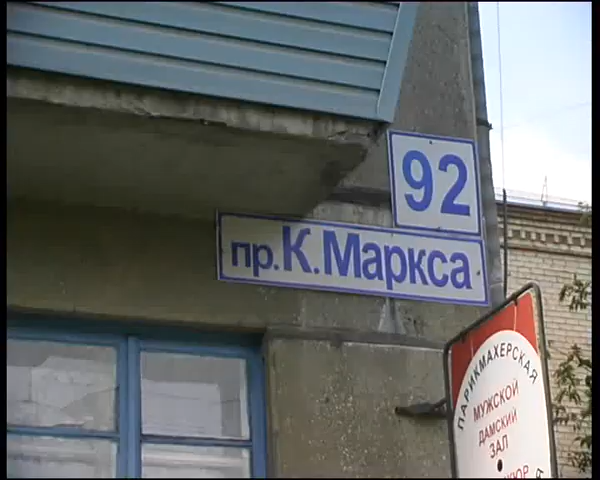 92
пр. К. Маркса
ПАРИКМАХЕРСКАЯ
МУЖСКОЙ
ДАМСКИЙ
ЗАЛ